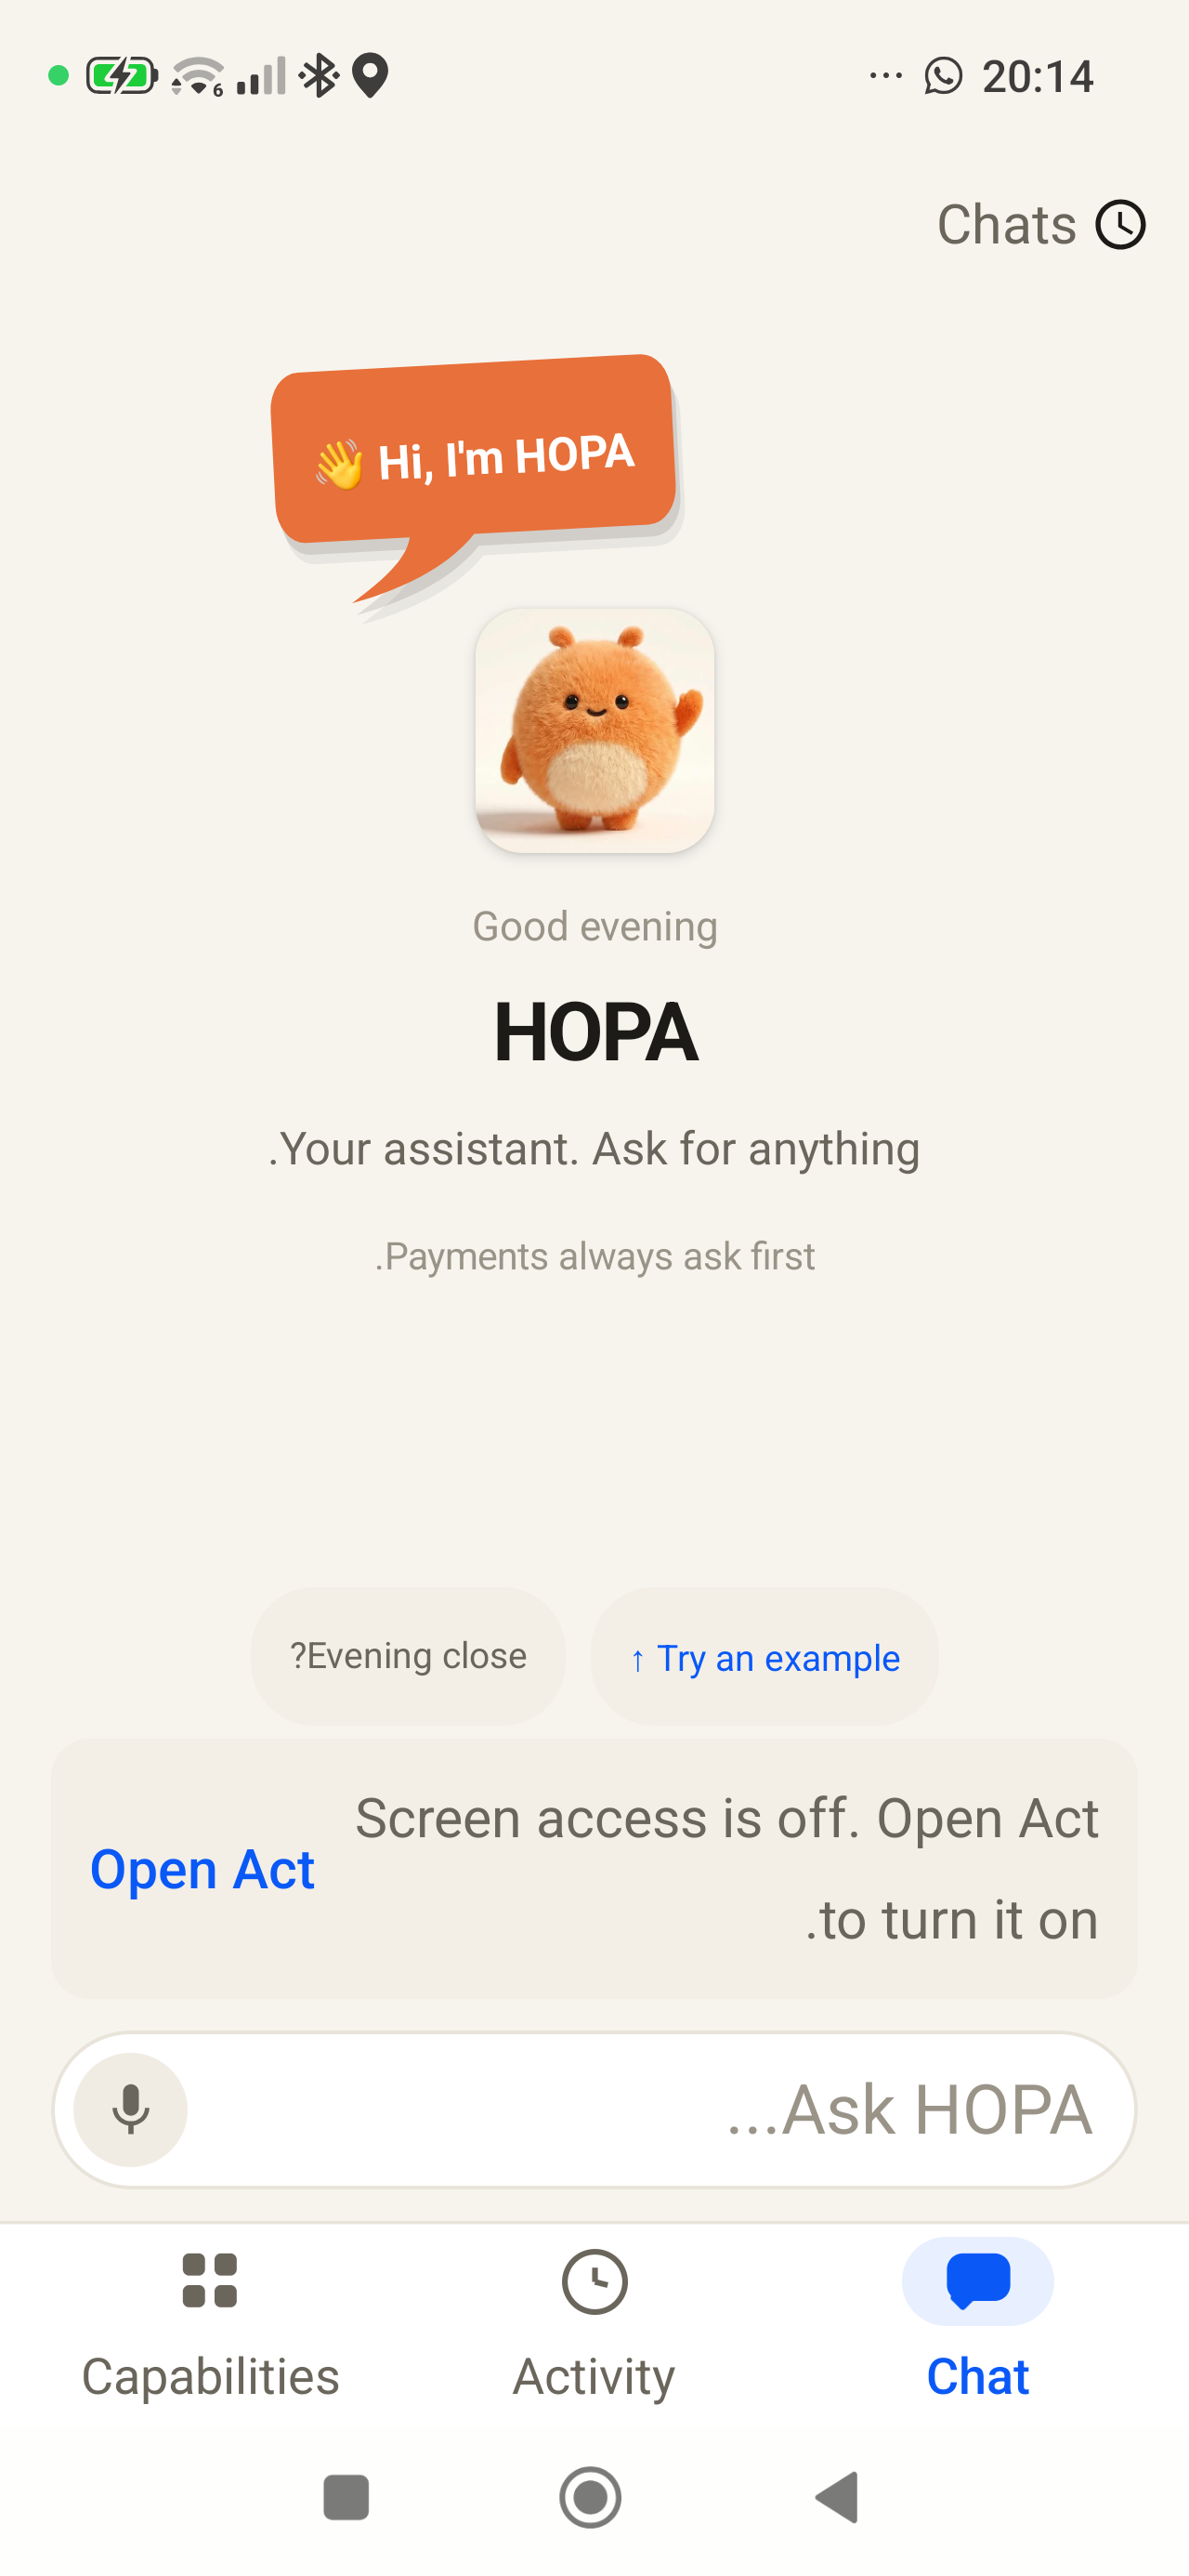 20:14
6
Chats
👋 Hi, I'm HOPA
Good evening
HOPA
.Your assistant. Ask for anything
.Payments always ask first
?Evening close
↑ Try an example
Screen access is off. Open Act
.to turn it on
Open Act
...Ask HOPA
Capabilities
Activity
Chat